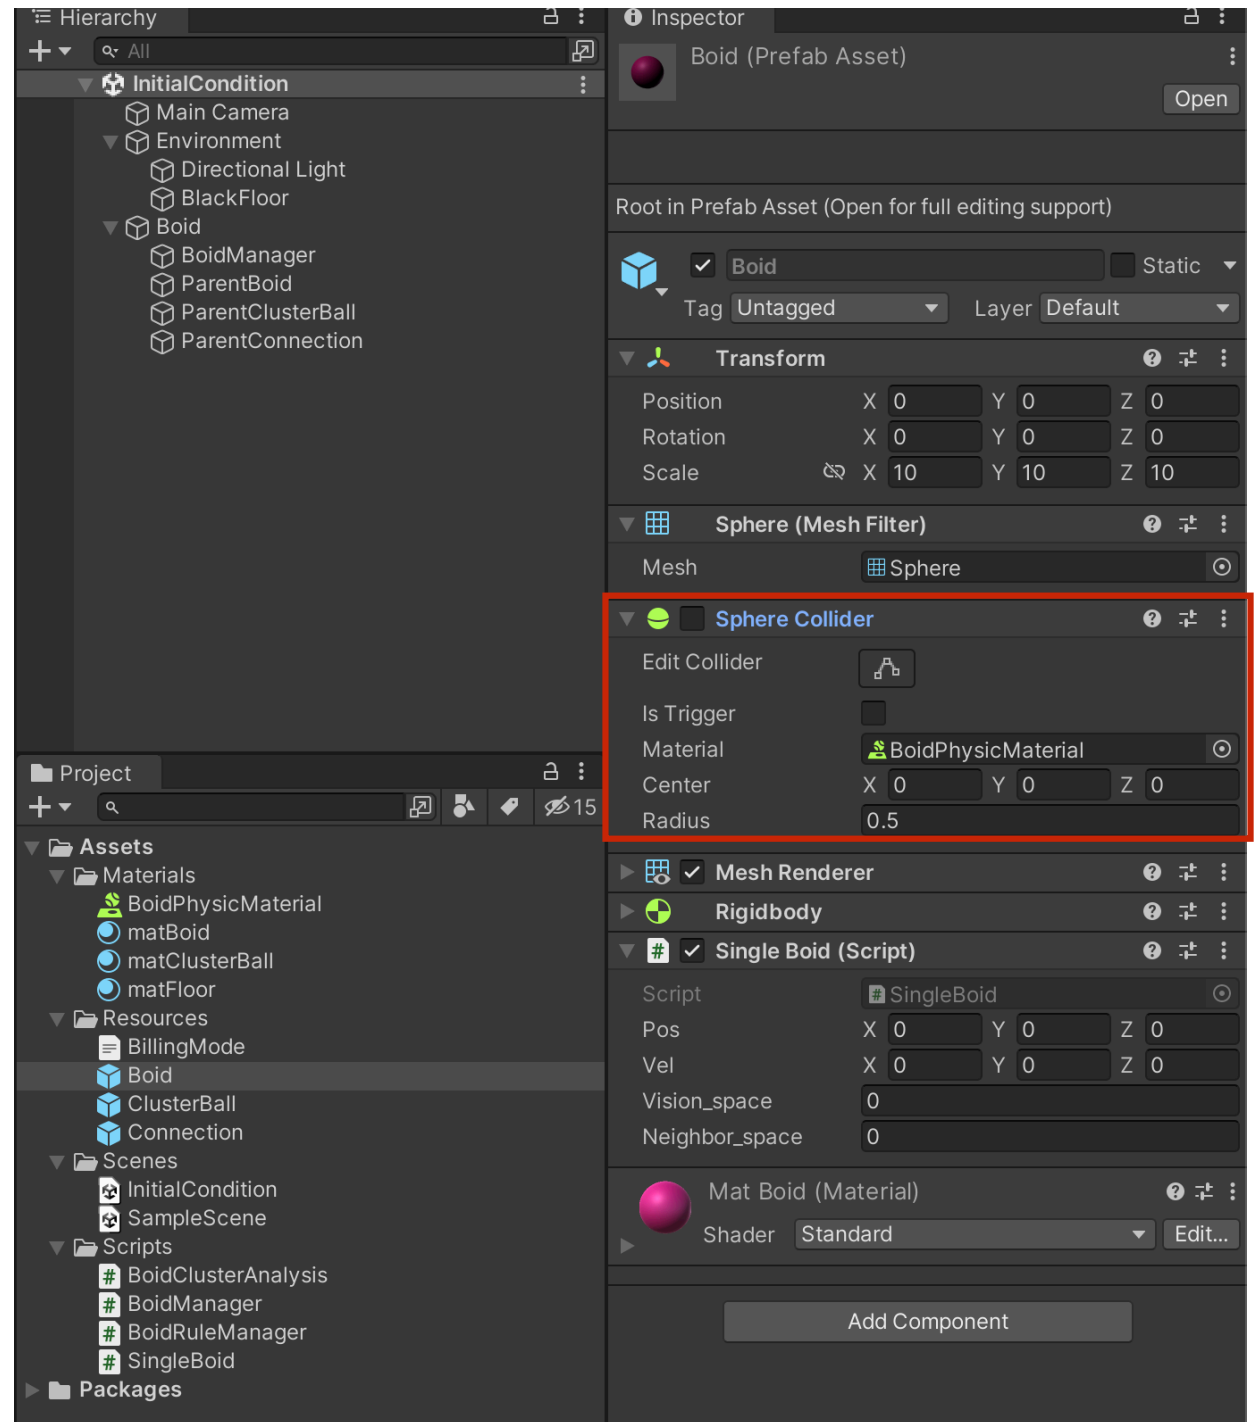 Hierarchy
All
InitialCondition
Main Camera
Environment
Directional Light
BlackFloor
Boid
BoidManager
ParentBoid
ParentClusterBall
ParentConnection
Project
15
Assets
Materials
BoidPhysicMaterial
matBoid
matClusterBall
matFloor
Resources
BillingMode
Boid
ClusterBall
Connection
Scenes
InitialCondition
SampleScene
Scripts
BoidClusterAnalysis
BoidManager
BoidRuleManager
SingleBoid
Packages
Inspector
Boid (Prefab Asset)
Open
Root in Prefab Asset (Open for full editing support)
Boid Static
Tag Untagged Layer Default
Transform
Position X 0 Y 0 Z 0
Rotation X 0 Y 0 Z 0
Scale X 10 Y 10 Z 10
Sphere (Mesh Filter)
Mesh Sphere
Sphere Collider
Edit Collider
Is Trigger
Material BoidPhysicMaterial
Center X 0 Y 0 Z 0
Radius 0.5
Mesh Renderer
Rigidbody
# Single Boid (Script)
Script # SingleBoid
Pos X 0 Y 0 Z 0
Vel X 0 Y 0 Z 0
Vision_space 0
Neighbor_space 0
Mat Boid (Material)
Shader Standard Edit...
Add Component